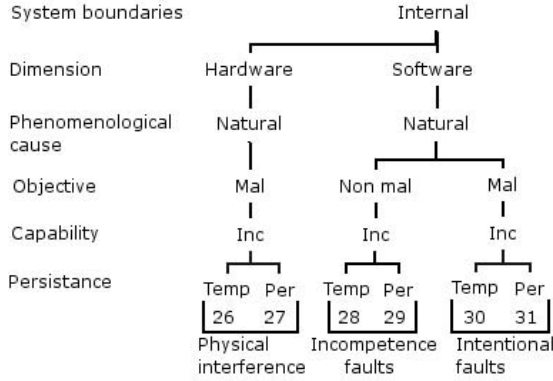 System boundaries Internal
Dimension Hardware Software
Phenomenological Natural Natural
cause
Objective Mal Non mal Mal
Capability Inc Inc Inc
Persistance Temp Per Temp Per Temp Per
26 27 28 29 30 31
Physical Incompetence Intentional
interference faults faults